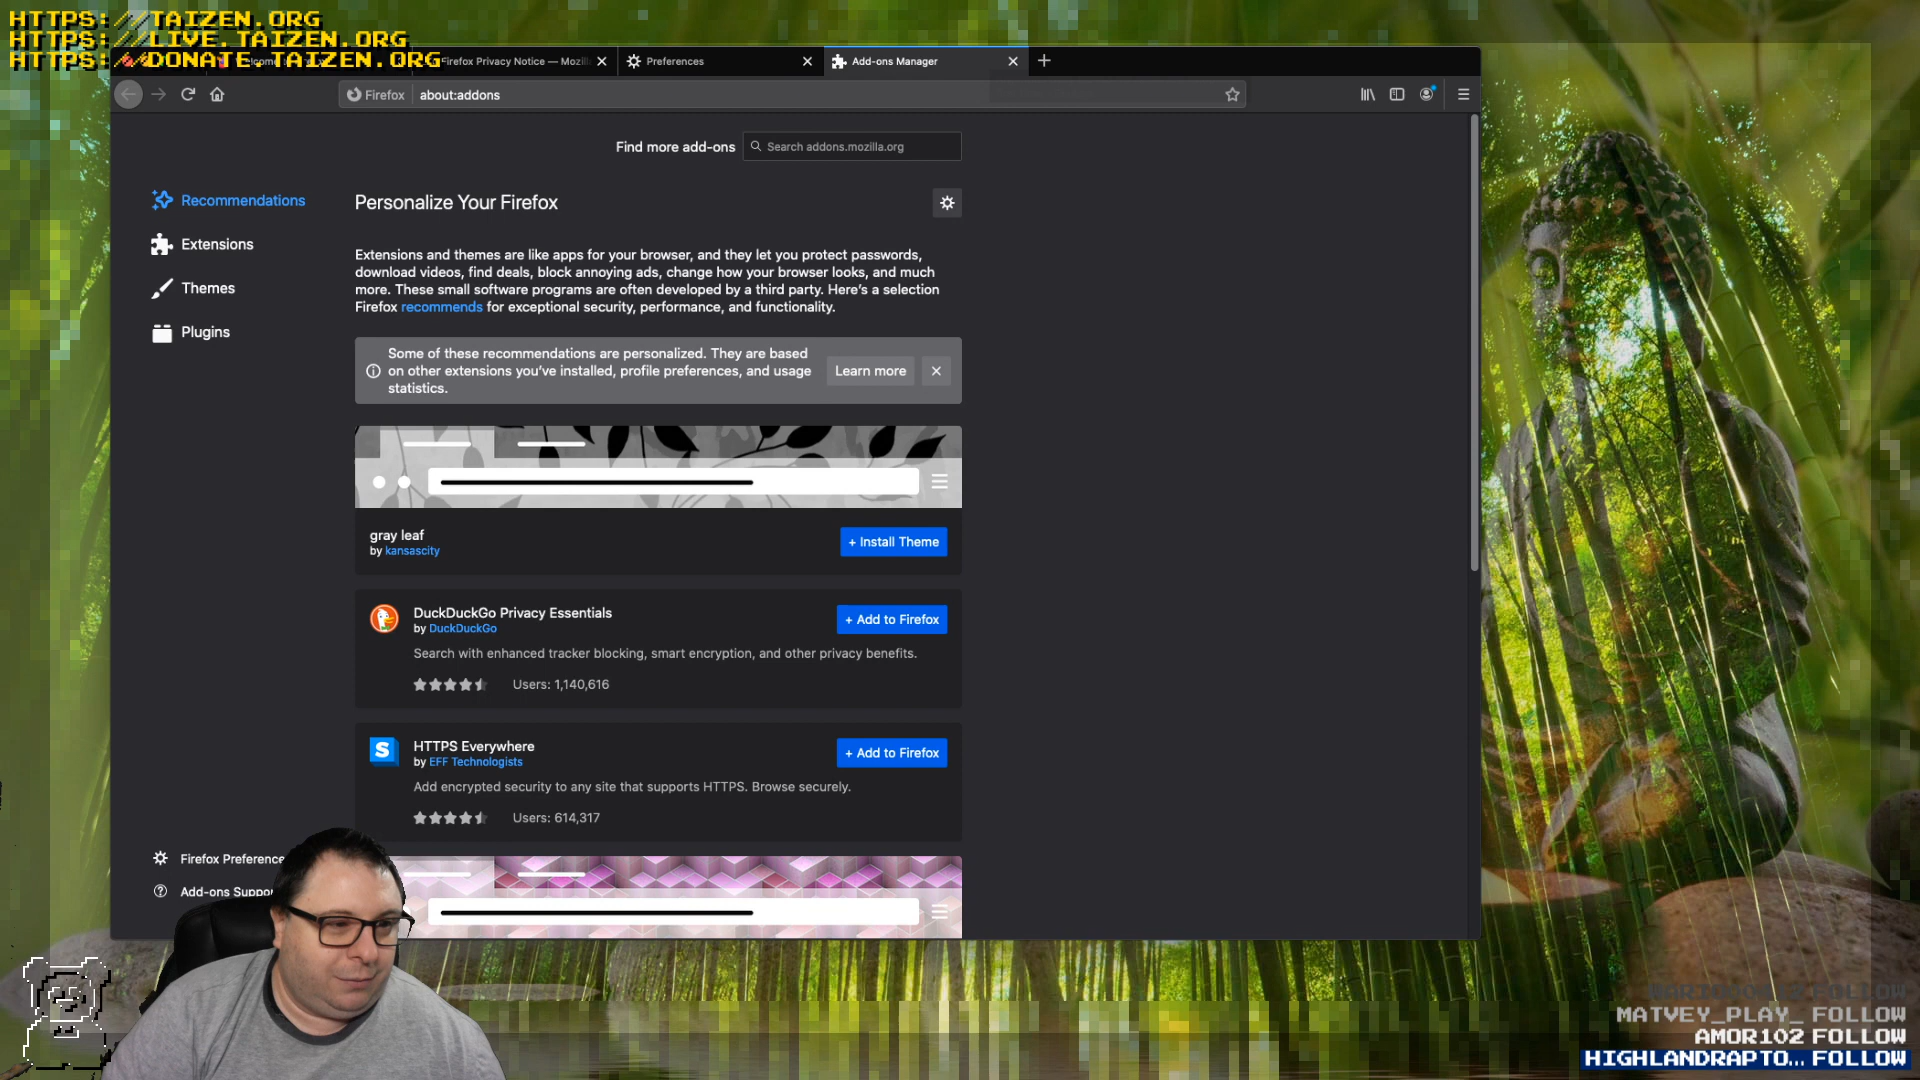 HTTPS://TAIZEN.ORG
HTTPS://LIVE.TAIZEN.ORG
HTTPS://DONATE.TAIZEN.ORG
Firefox Privacy Notice — Mozil
Preferences
Add-ons Manager
Firefox
about:addons
Find more add-ons
Search addons.mozilla.org
Recommendations
Extensions
Themes
Plugins
Personalize Your Firefox
Extensions and themes are like apps for your browser, and they let you protect passwords,
download videos, find deals, block annoying ads, change how your browser looks, and much
more. These small software programs are often developed by a third party. Here's a selection
Firefox recommends for exceptional security, performance, and functionality.
Some of these recommendations are personalized. They are based
on other extensions you've installed, profile preferences, and usage
statistics.
Learn more
gray leaf
by kansascity
+ Install Theme
DuckDuckGo Privacy Essentials
by DuckDuckGo
+ Add to Firefox
Search with enhanced tracker blocking, smart encryption, and other privacy benefits.
Users: 1,140,616
S
HTTPS Everywhere
by EFF Technologists
+ Add to Firefox
Add encrypted security to any site that supports HTTPS. Browse securely.
Users: 614,317
Firefox Preference
Add-ons Suppor
FOLLOW
MATVEY_PLAY_ FOLLOW
AMOR102 FOLLOW
HIGHLANDRAPTO... FOLLOW